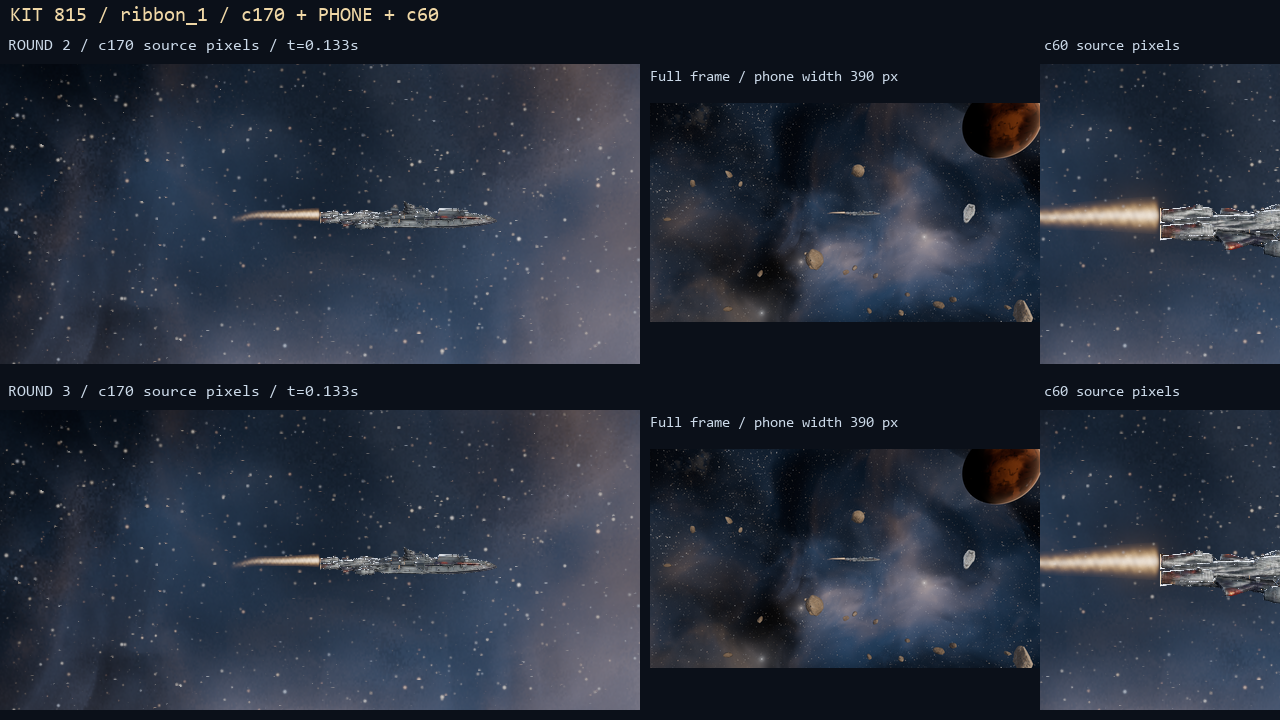 KIT 815 / ribbon_1 / c170 + PHONE + c60
ROUND 2 / c170 source pixels / t=0.133s
c60 source pixels
Full frame / phone width 390 px
ROUND 3 / c170 source pixels / t=0.133s
c60 source pixels
Full frame / phone width 390 px